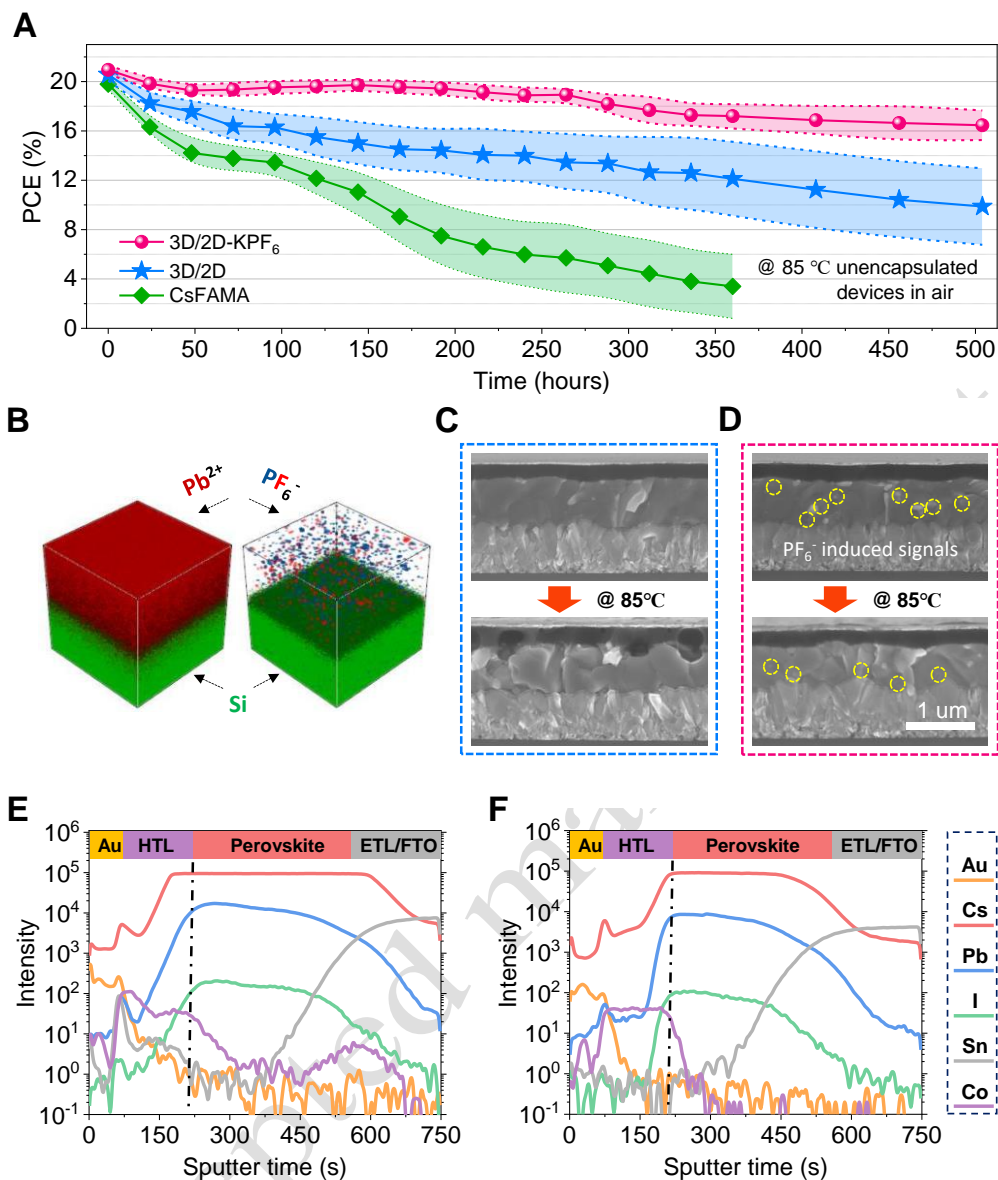 A
PCE (%)
20
16
12
8
4
0
3D/2D-KPF₆
3D/2D
CsFAMA
@ 85 ℃ unencapsulated
devices in air
0 50 100 150 200 250 300 350 400 450 500
Time (hours)
B
Pb²⁺ PF₆⁻
Si
C
@ 85℃
D
PF₆⁻ induced signals
@ 85℃
1 um
E
Au HTL Perovskite ETL/FTO
Intensity
10⁶
10⁵
10⁴
10³
10²
10¹
10⁰
10⁻¹
0 150 300 450 600 750
Sputter time (s)
F
Au HTL Perovskite ETL/FTO
Intensity
10⁶
10⁵
10⁴
10³
10²
10¹
10⁰
10⁻¹
0 150 300 450 600 750
Sputter time (s)
Au
Cs
Pb
I
Sn
Co